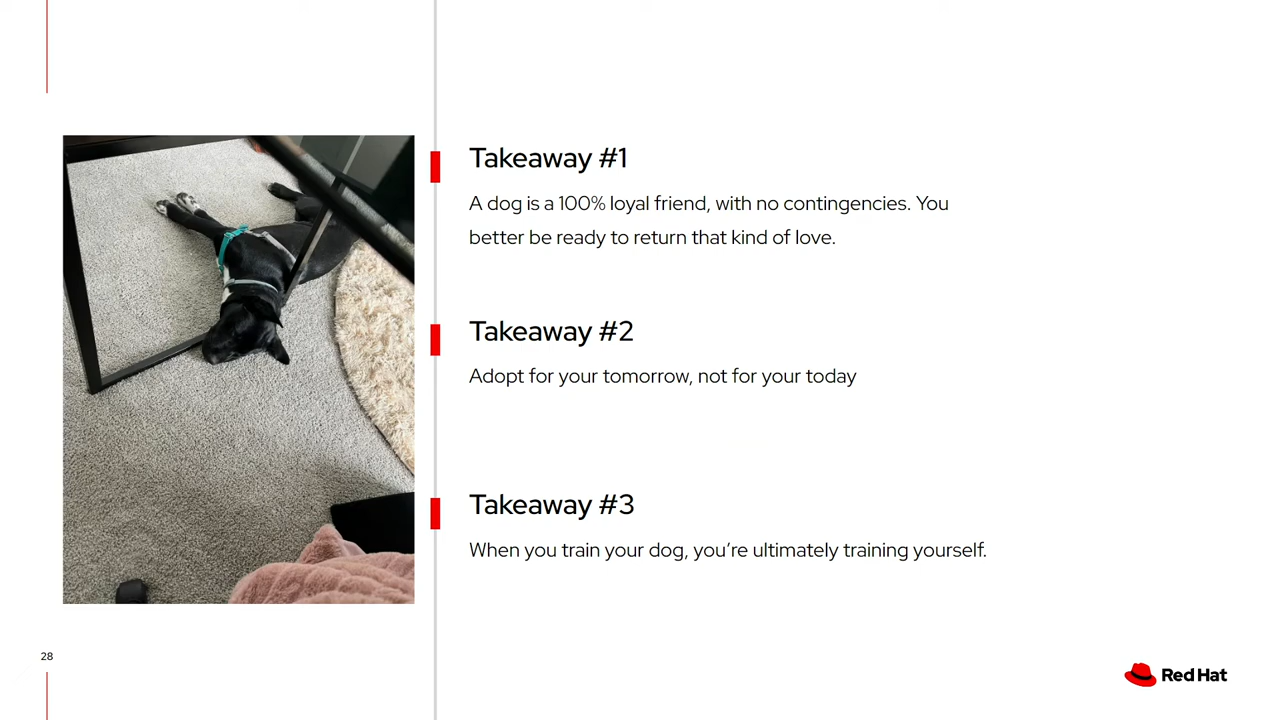 Takeaway #1
A dog is a 100% loyal friend, with no contingencies. You
better be ready to return that kind of love.
Takeaway #2
Adopt for your tomorrow, not for your today
Takeaway #3
When you train your dog, you’re ultimately training yourself.
28
Red Hat